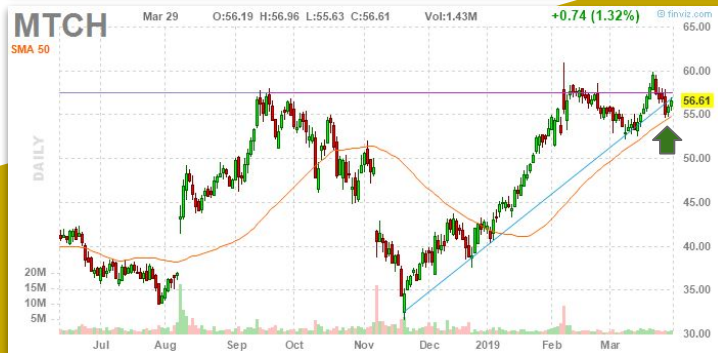 MTCH
Mar 29 O:56.19 H:56.96 L:55.63 C:56.61 Vol:1.43M +0.74 (1.32%)
© finviz.com
SMA 50
65.00
60.00
56.61
55.00
50.00
45.00
40.00
35.00
30.00
DAILY
20M
15M
10M
5M
Jul Aug Sep Oct Nov Dec 2019 Feb Mar